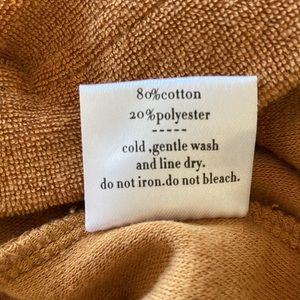 80%cotton
20%polyester
-----
cold ,gentle wash
and line dry.
do not iron.do not bleach.